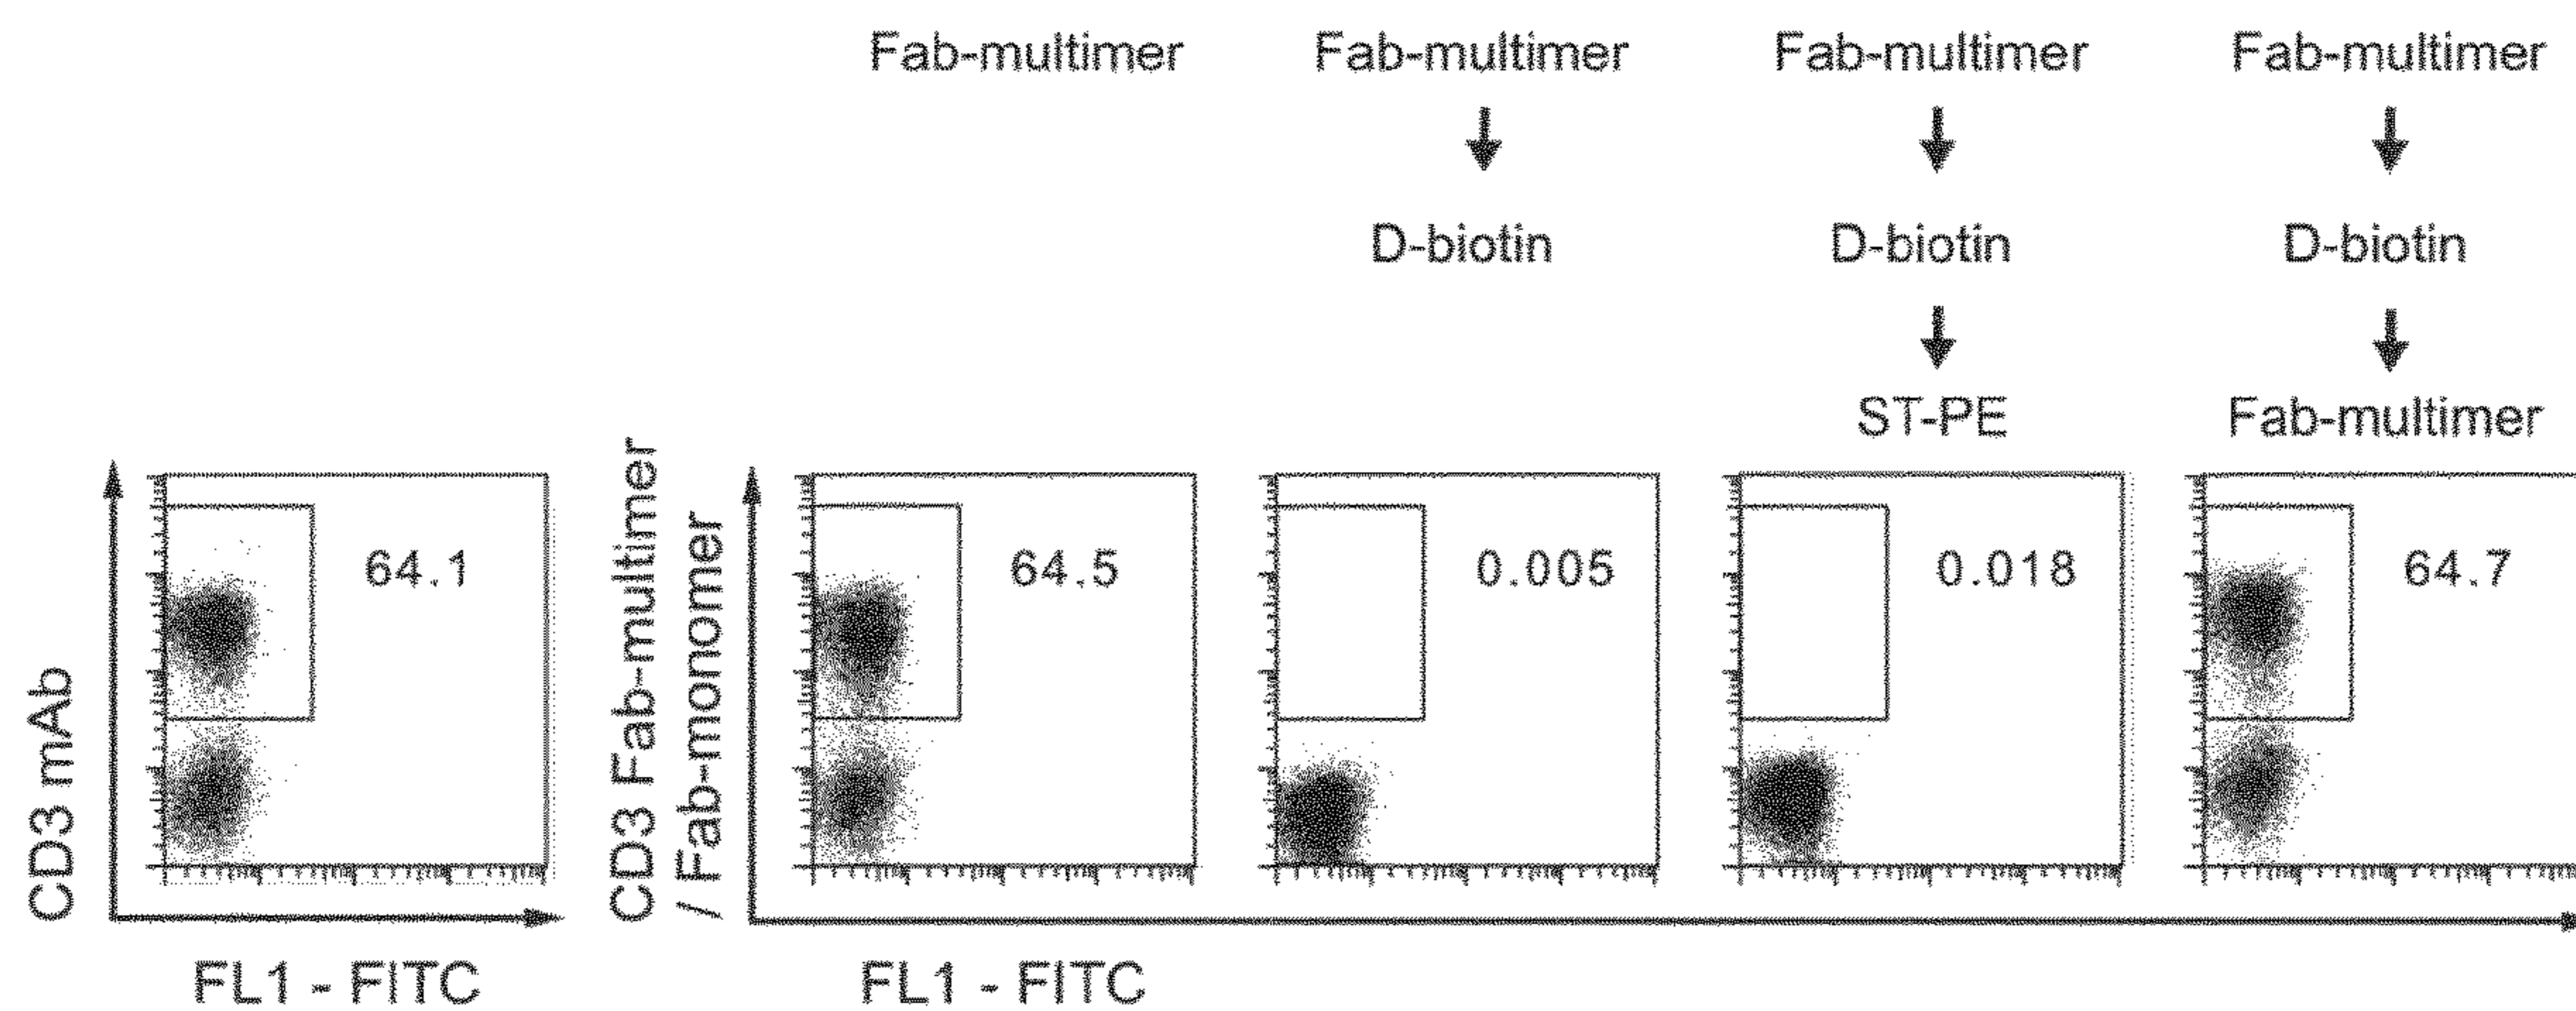 Fab-multimer Fab-multimer Fab-multimer Fab-multimer
D-biotin D-biotin D-biotin
ST-PE Fab-multimer
CD3 mAb
64.1
FL1 - FITC
CD3 Fab-multimer
/ Fab-monomer
64.5 0.005 0.018 64.7
FL1 - FITC